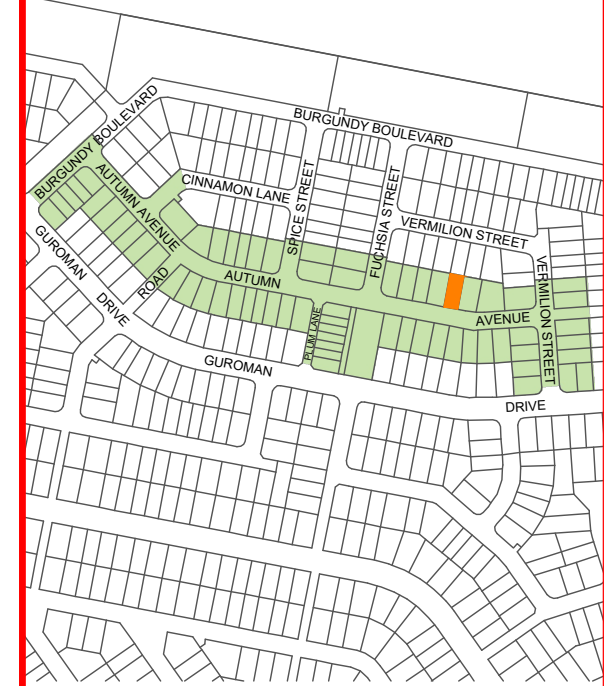 BURGUNDY BOULEVARD
BURGUNDY BOULEVARD
CINNAMON LANE
SPICE STREET
FUCHSIA STREET
VERMILION STREET
AUTUMN AVENUE
GUROMAN DRIVE
ROAD
AUTUMN AVENUE
VERMILION STREET
PLUM LANE
GUROMAN DRIVE